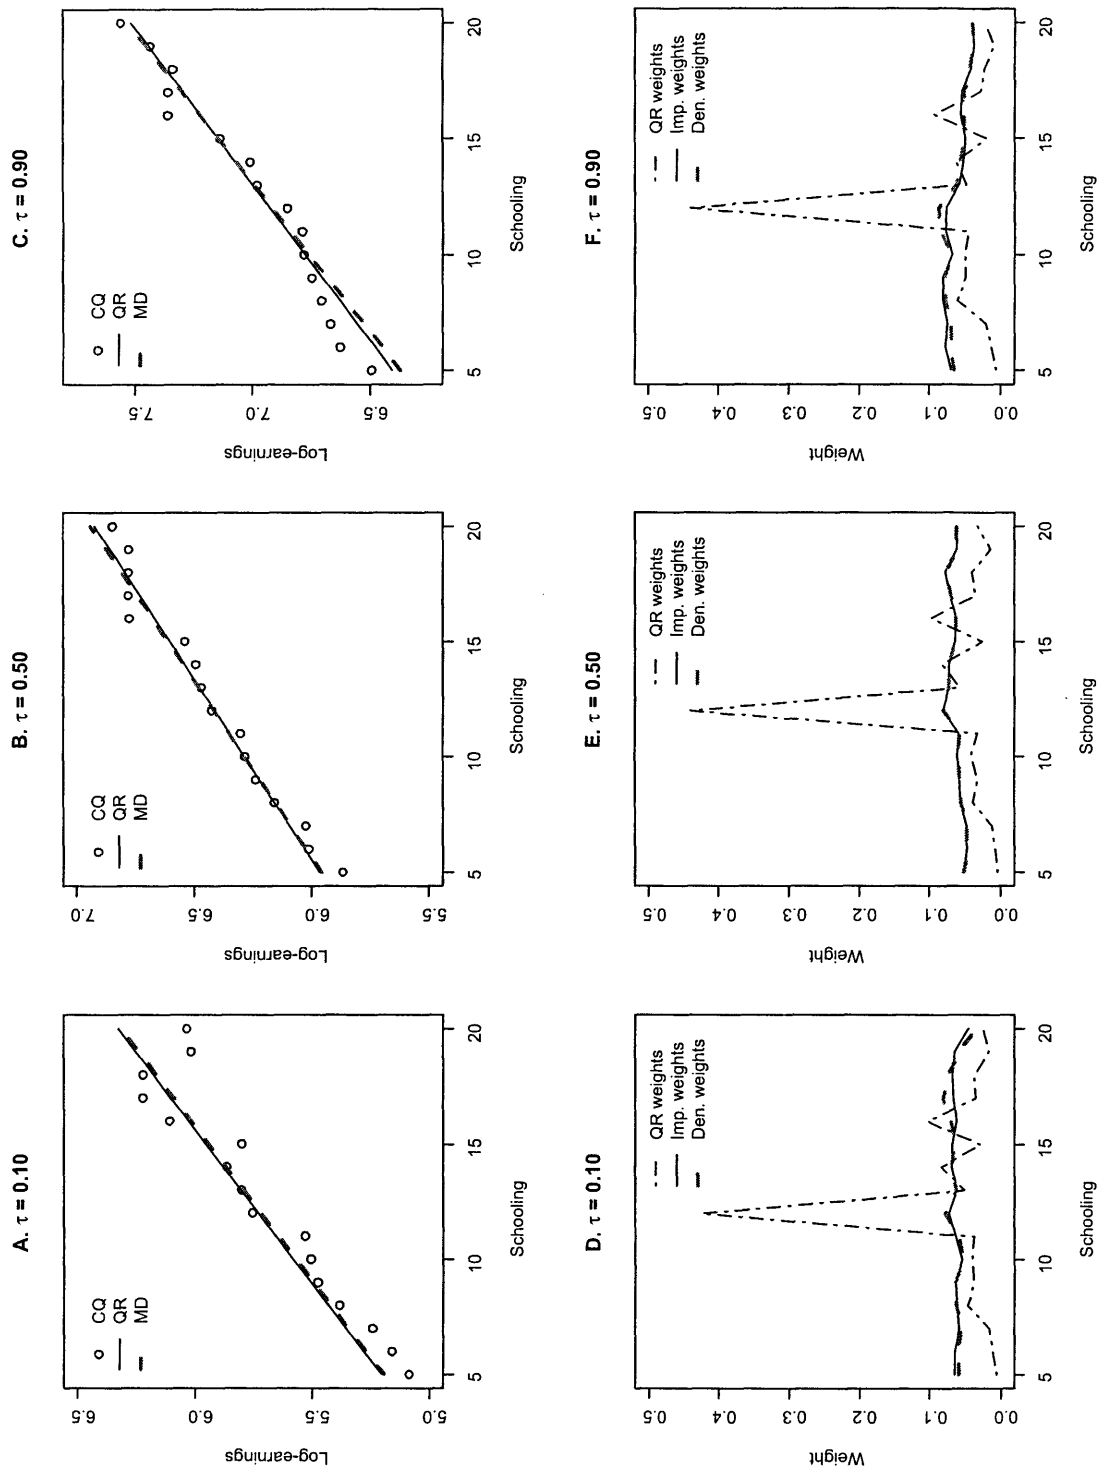 A. τ = 0.10
CQ
QR
MD
Log-earnings
6.5
6.0
5.5
5.0
5 10 15 20
Schooling
B. τ = 0.50
CQ
QR
MD
Log-earnings
7.0
6.5
6.0
5.5
5 10 15 20
Schooling
C. τ = 0.90
CQ
QR
MD
Log-earnings
7.5
7.0
6.5
5 10 15 20
Schooling
D. τ = 0.10
QR weights
Imp. weights
Den. weights
Weight
0.5
0.4
0.3
0.2
0.1
0.0
5 10 15 20
Schooling
E. τ = 0.50
QR weights
Imp. weights
Den. weights
Weight
0.5
0.4
0.3
0.2
0.1
0.0
5 10 15 20
Schooling
F. τ = 0.90
QR weights
Imp. weights
Den. weights
Weight
0.5
0.4
0.3
0.2
0.1
0.0
5 10 15 20
Schooling